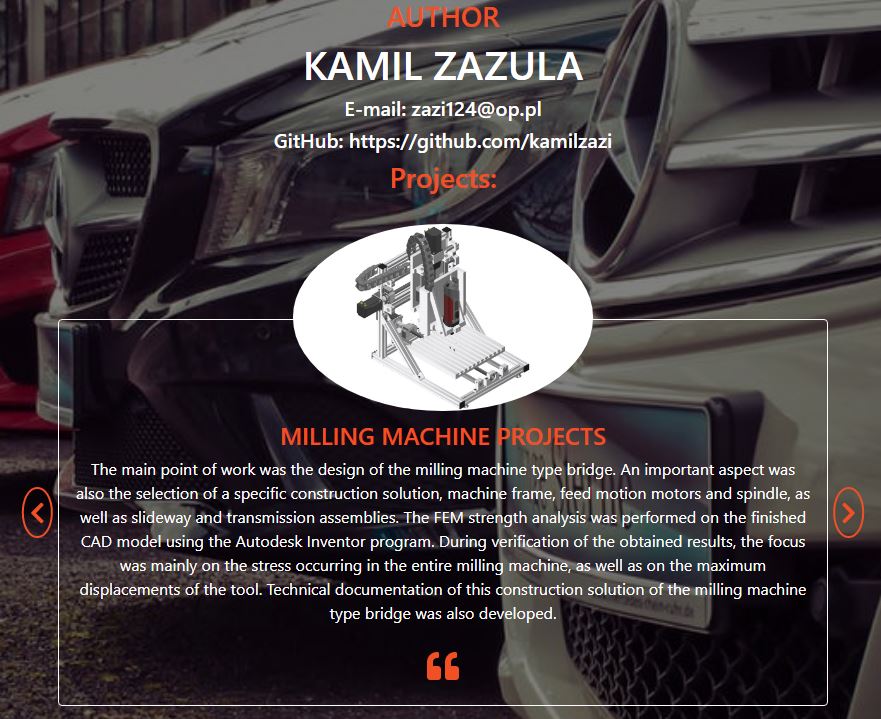 AUTHOR
KAMIL ZAZULA
E-mail: zazi124@op.pl
GitHub: https://github.com/kamilzazi
Projects:
MILLING MACHINE PROJECTS
The main point of work was the design of the milling machine type bridge. An important aspect was
also the selection of a specific construction solution, machine frame, feed motion motors and spindle, as
well as slideway and transmission assemblies. The FEM strength analysis was performed on the finished
CAD model using the Autodesk Inventor program. During verification of the obtained results, the focus
was mainly on the stress occurring in the entire milling machine, as well as on the maximum
displacements of the tool. Technical documentation of this construction solution of the milling machine
type bridge was also developed.